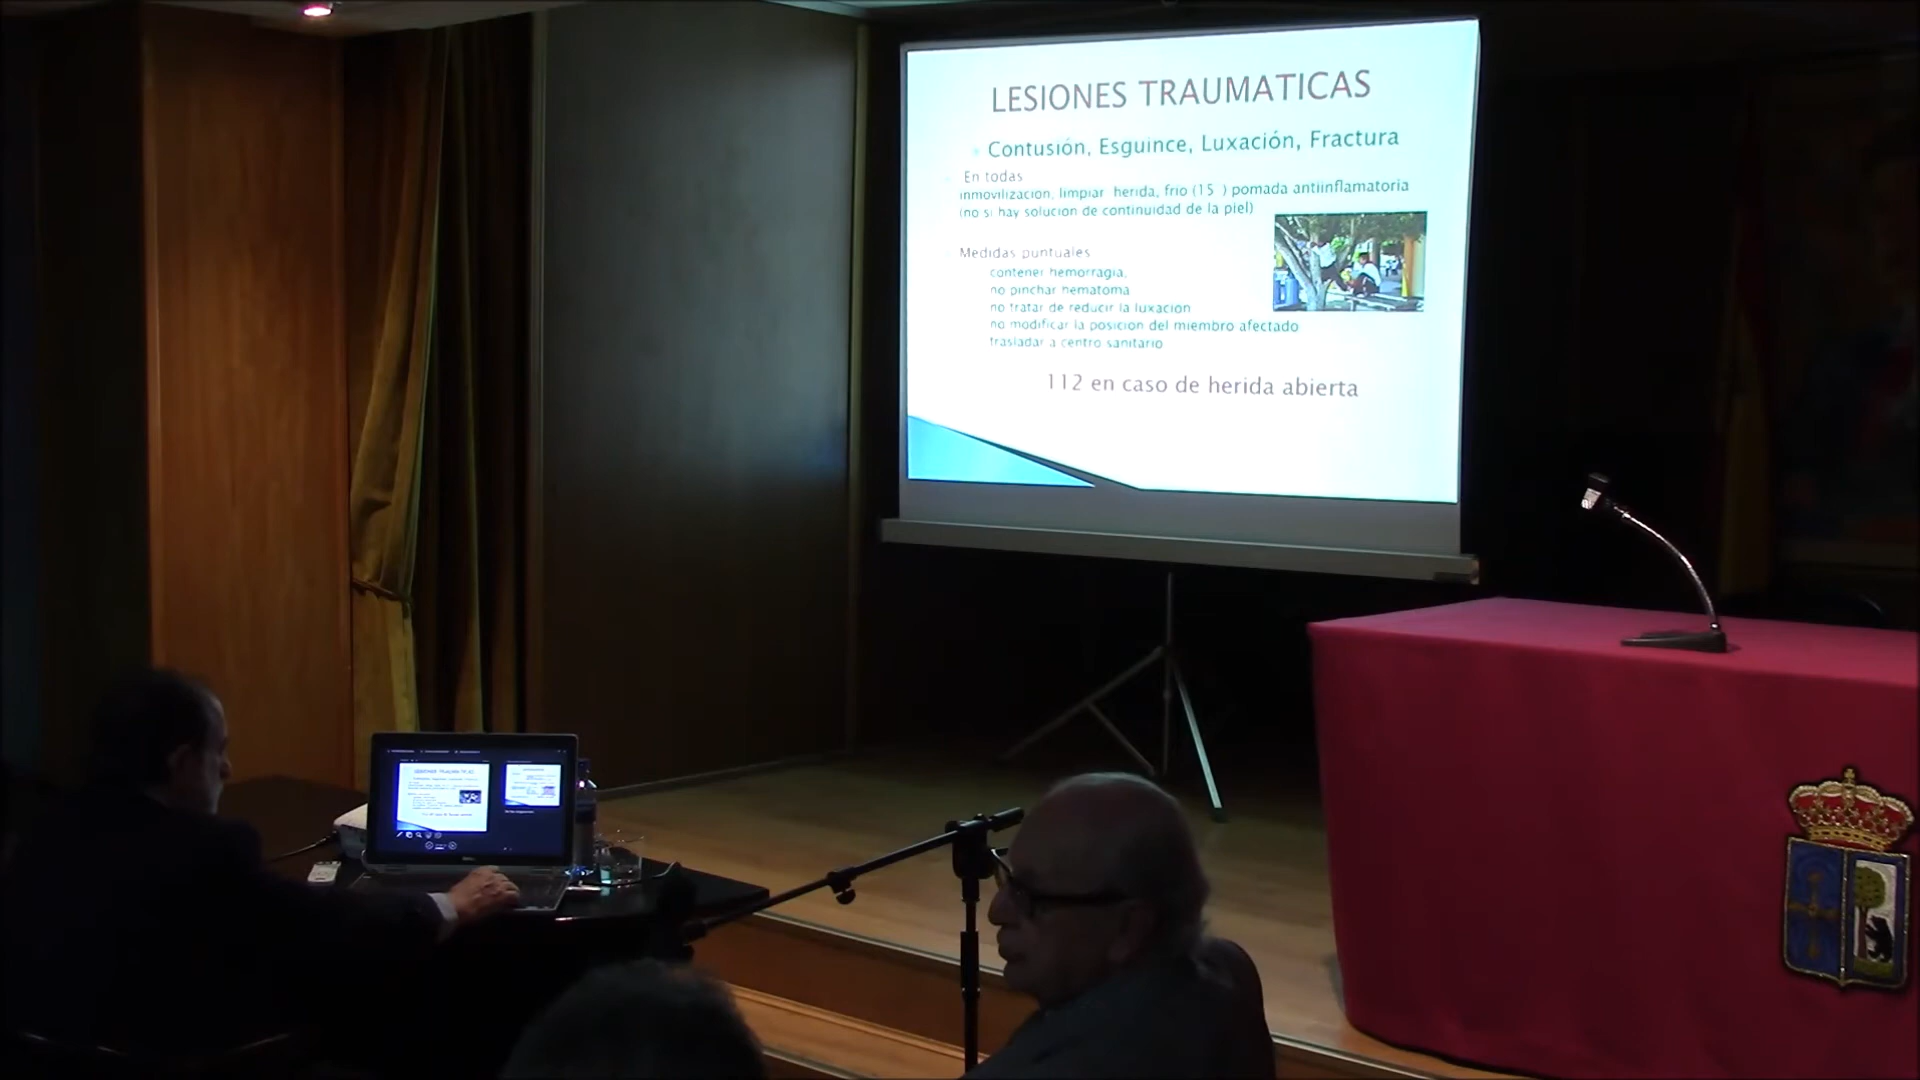 LESIONES TRAUMATICAS
Contusión, Esguince, Luxación, Fractura
En todas
inmovilizacion, limpiar herida, frio (15 ) pomada antiinflamatoria
(no si hay solucion de continuidad de la piel)
Medidas puntuales
contener hemorragia,
no pinchar hematoma
no tratar de reducir la luxacion
no modificar la posicion del miembro afectado
trasladar a centro sanitario
112 en caso de herida abierta
LESIONES TRAUMATICAS